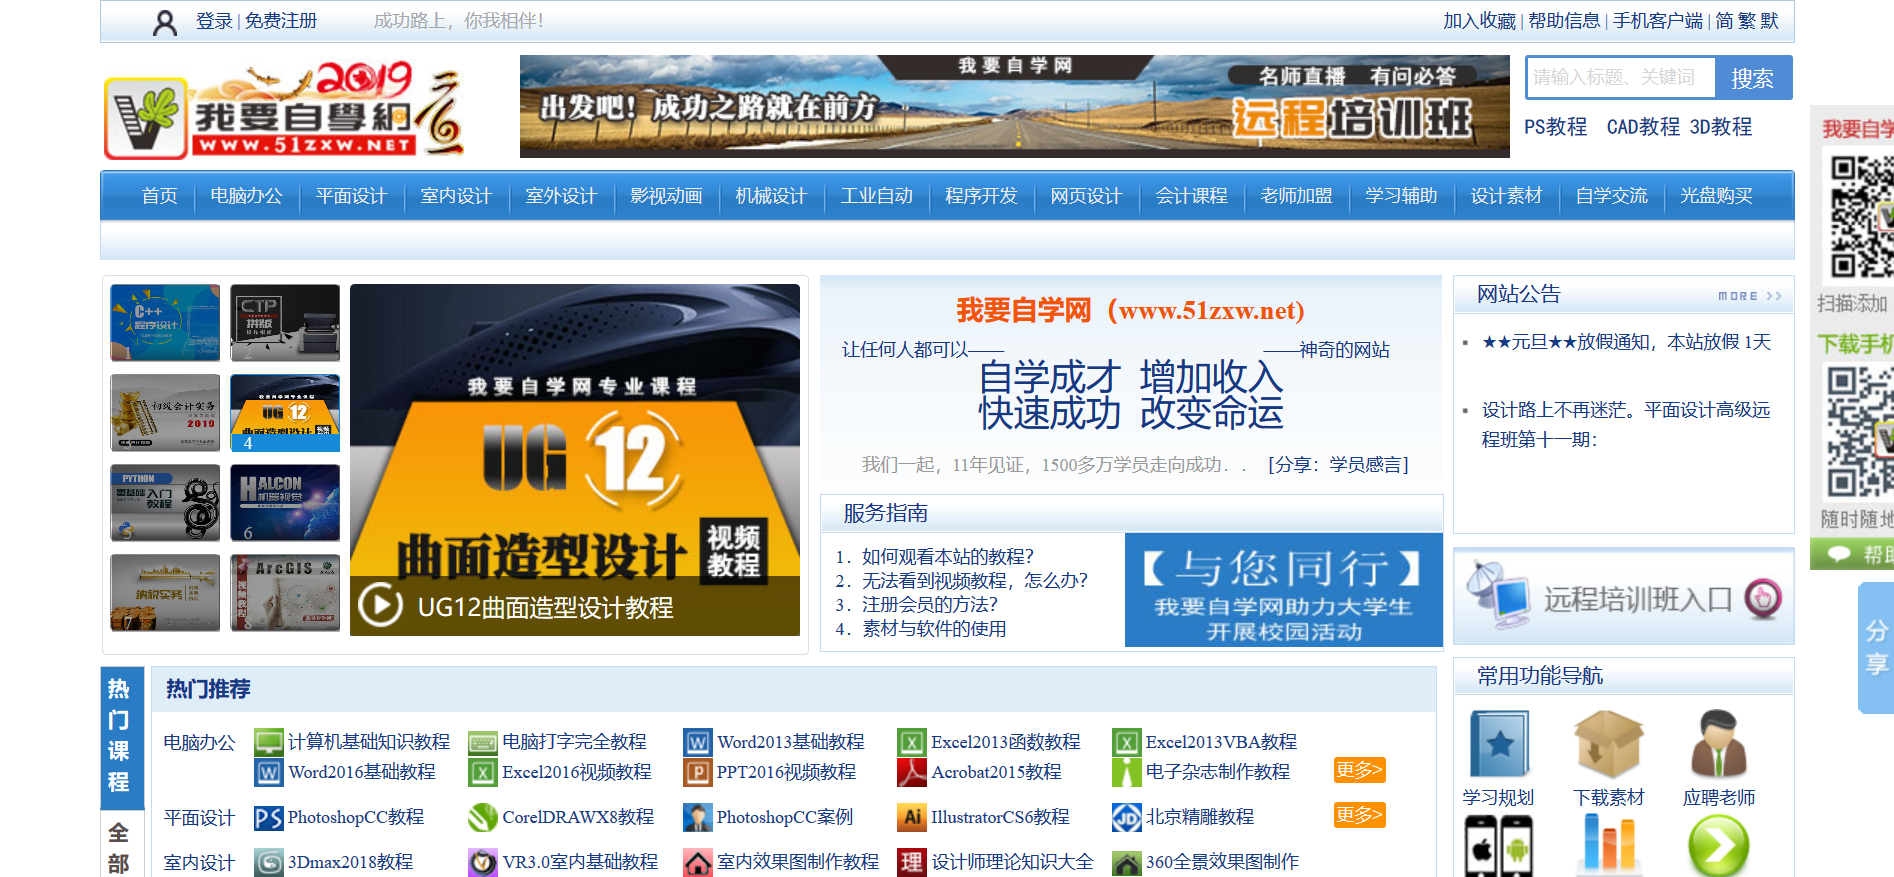 登录 | 免费注册
成功路上，你我相伴!
加入收藏 | 帮助信息 | 手机客户端 | 简 繁 默
2019
我要自學網
WWW.51ZXW.NET
我要自学网
出发吧！成功之路就在前方
名师直播 有问必答
远程培训班
请输入标题、关键词
搜索
PS教程 CAD教程 3D教程
首页 电脑办公 平面设计 室内设计 室外设计 影视动画 机械设计 工业自动 程序开发 网页设计 会计课程 老师加盟 学习辅助 设计素材 自学交流 光盘购买
C++
程序设计
CTP
拼版
2
初级会计实务
2019
3
我要自学网专业课程
UG 12
4
PYTHON
零基础入门
教程
5
HALCON
机器视觉
6
纳税实务
7
ArcGIS
视频教程
8
我要自学网专业课程
UG 12
曲面造型设计
视频
教程
UG12曲面造型设计教程
我要自学网（www.51zxw.net)
让任何人都可以——
——神奇的网站
自学成才 增加收入
快速成功 改变命运
我们一起，11年见证，1500多万学员走向成功．．
[分享：学员感言]
服务指南
1．如何观看本站的教程？
2．无法看到视频教程，怎么办？
3．注册会员的方法？
4．素材与软件的使用
【与您同行】
我要自学网助力大学生
开展校园活动
网站公告
MORE >>
★★元旦★★放假通知，本站放假 1天
设计路上不再迷茫。平面设计高级远
程班第十一期：
远程培训班入口
常用功能导航
学习规划 下载素材 应聘老师
我要自学
扫描添加
下载手机
随时随地
帮助
分
享
热
门
课
程
全
部
热门推荐
电脑办公 计算机基础知识教程 电脑打字完全教程 Word2013基础教程 Excel2013函数教程 Excel2013VBA教程
Word2016基础教程 Excel2016视频教程 PPT2016视频教程 Acrobat2015教程 电子杂志制作教程 更多>
平面设计 PhotoshopCC教程 CorelDRAWX8教程 PhotoshopCC案例 IllustratorCS6教程 北京精雕教程 更多>
室内设计 3Dmax2018教程 VR3.0室内基础教程 室内效果图制作教程 设计师理论知识大全 360全景效果图制作